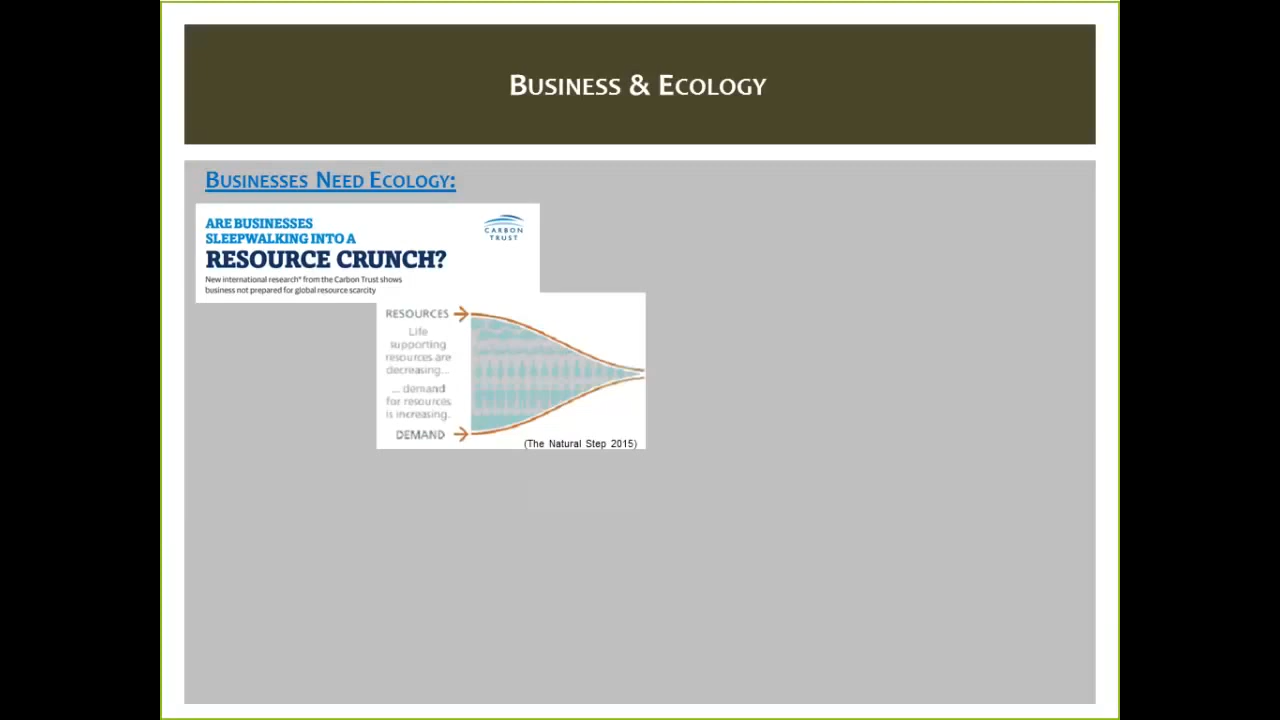 BUSINESS & ECOLOGY
BUSINESSES NEED ECOLOGY:
ARE BUSINESSES
SLEEPWALKING INTO A
RESOURCE CRUNCH?
New international research* from the Carbon Trust shows
business not prepared for global resource scarcity
CARBON
TRUST
RESOURCES
Life
supporting
resources are
decreasing...
... demand
for resources
is increasing.
DEMAND
(The Natural Step 2015)